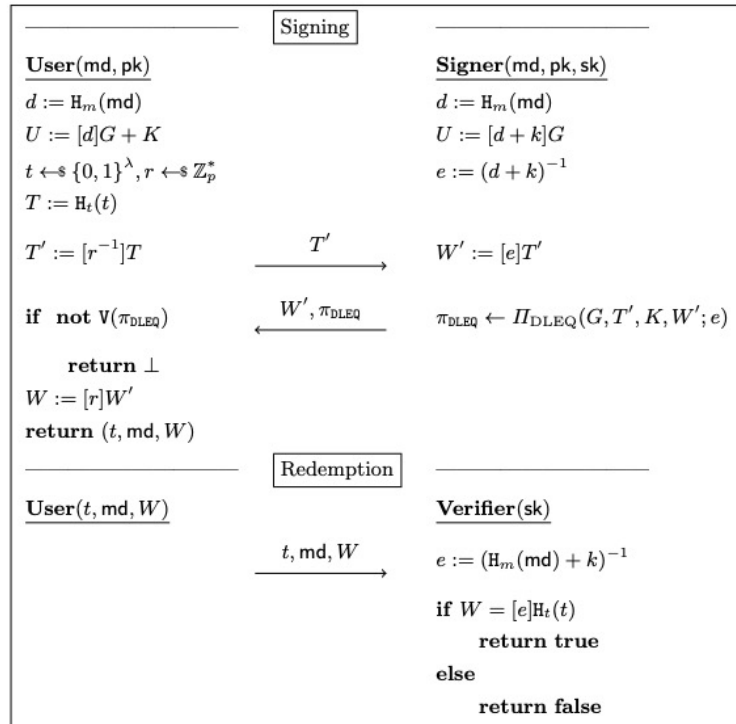 Signing
User(md, pk) Signer(md, pk, sk)
d := H_m(md) d := H_m(md)
U := [d]G + K U := [d + k]G
t ←$ {0, 1}^λ, r ←$ ℤ_p^* e := (d + k)^{-1}
T := H_t(t)
T′ := [r^{-1}]T T′ W′ := [e]T′
if not V(π_DLEQ) W′, π_DLEQ π_DLEQ ← Π_DLEQ(G, T′, K, W′; e)
return ⊥
W := [r]W′
return (t, md, W)
Redemption
User(t, md, W) Verifier(sk)
t, md, W e := (H_m(md) + k)^{-1}
if W = [e]H_t(t)
return true
else
return false